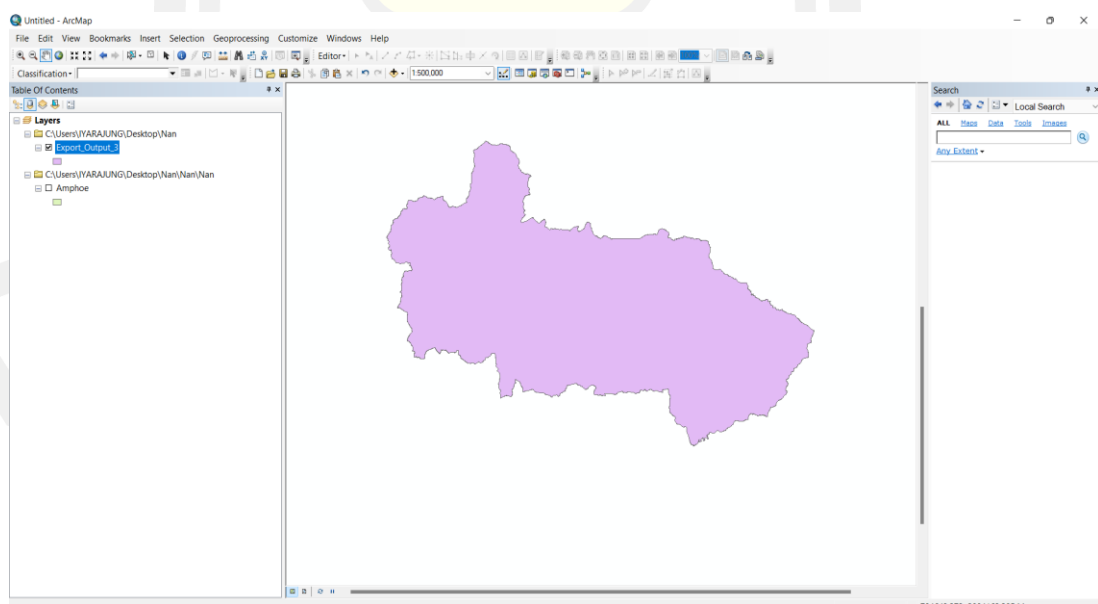 Untitled - ArcMap
File Edit View Bookmarks Insert Selection Geoprocessing Customize Windows Help
Editor
Classification
1:500,000
Table Of Contents
Layers
C:\Users\IYARAJUNG\Desktop\Nan
Export_Output_3
C:\Users\IYARAJUNG\Desktop\Nan\Nan\Nan
Amphoe
Search
Local Search
ALL Maps Data Tools Images
Any Extent